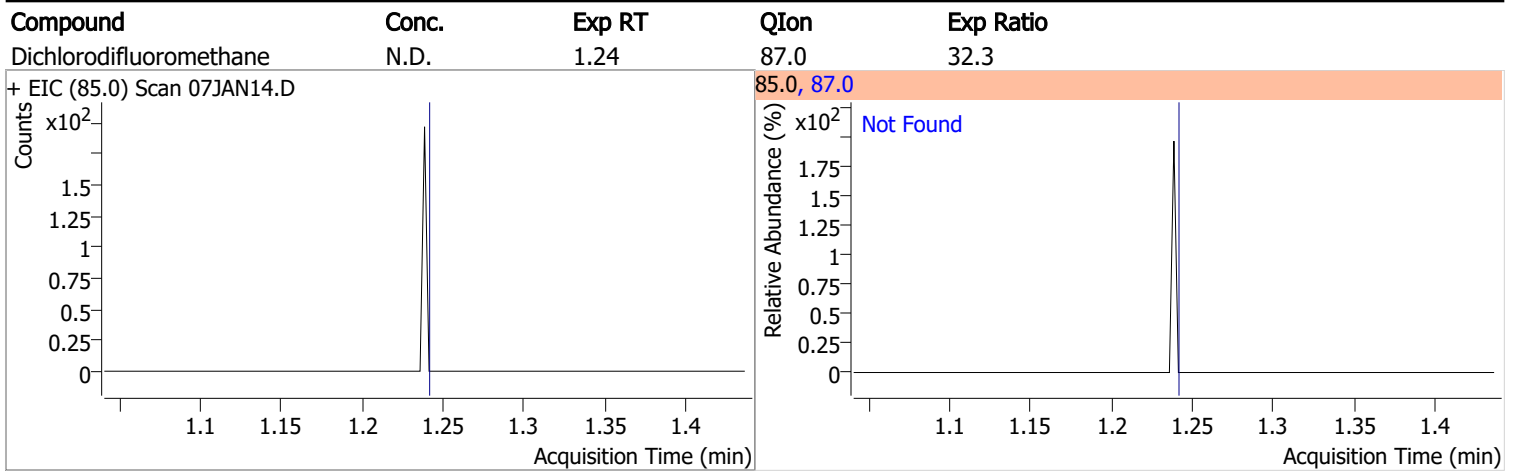 Compound Conc. Exp RT QIon Exp Ratio
Dichlorodifluoromethane N.D. 1.24 87.0 32.3
+ EIC (85.0) Scan 07JAN14.D
Counts
x10²
1.5
1.25
1
0.75
0.5
0.25
0
1.1 1.15 1.2 1.25 1.3 1.35 1.4
Acquisition Time (min)
85.0, 87.0
Relative Abundance (%)
x10²
Not Found
1.75
1.5
1.25
1
0.75
0.5
0.25
0
1.1 1.15 1.2 1.25 1.3 1.35 1.4
Acquisition Time (min)